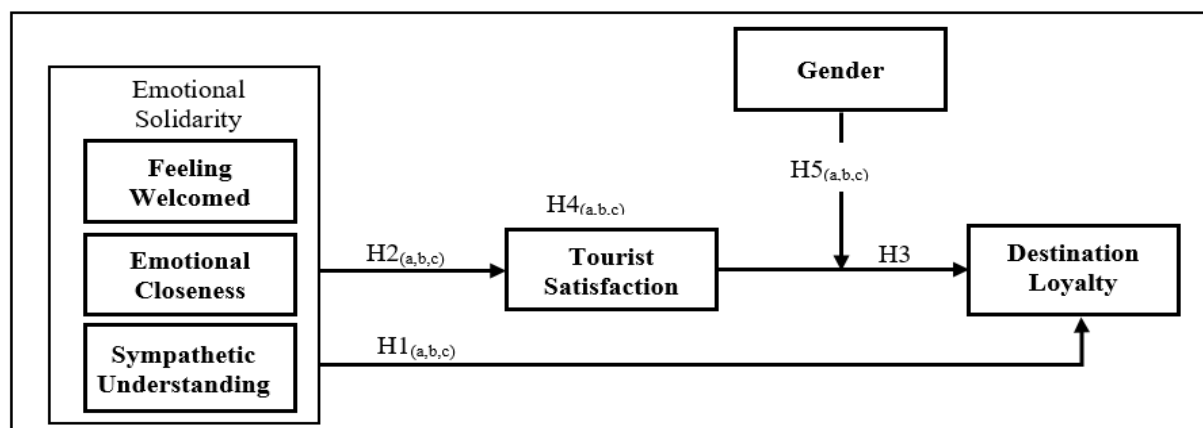 Emotional
Solidarity
Feeling
Welcomed
Emotional
Closeness
Sympathetic
Understanding
H2(a,b,c)
H1(a,b,c)
H4(a,b,c)
Tourist
Satisfaction
Gender
H5(a,b,c)
H3
Destination
Loyalty